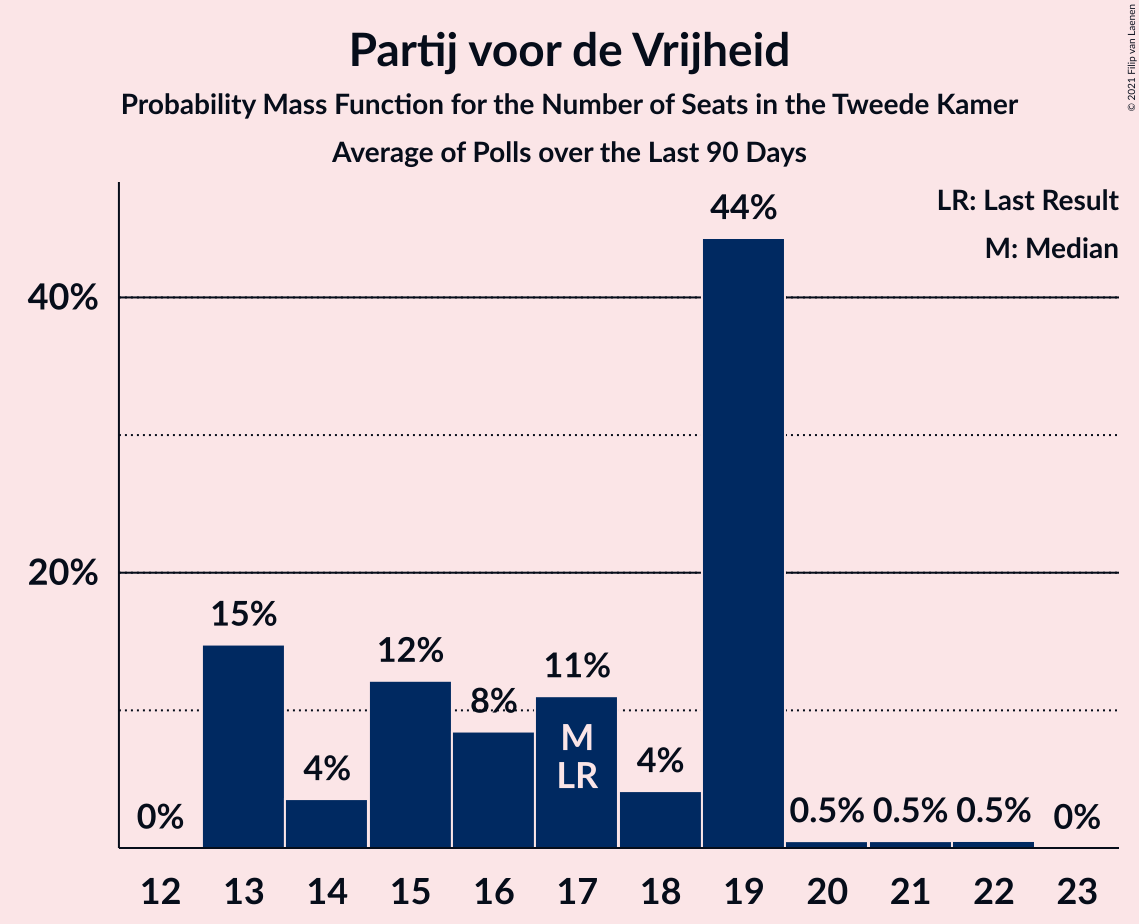 Partij voor de Vrijheid
Probability Mass Function for the Number of Seats in the Tweede Kamer
Average of Polls over the Last 90 Days
© 2021 Filip van Laenen
LR: Last Result
M: Median
44%
40%
20%
15%
12%
11%
8%
4%
4%
0%
0.5%
0.5%
0.5%
0%
M
LR
12 13 14 15 16 17 18 19 20 21 22 23